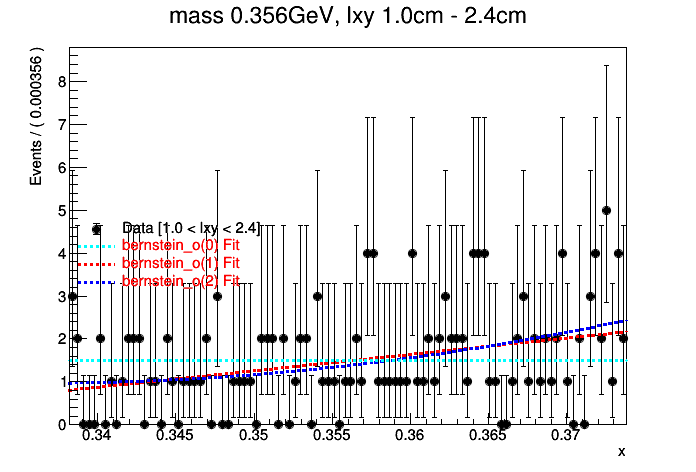 mass 0.356GeV, lxy 1.0cm - 2.4cm
Events / ( 0.000356 )
8
7
6
5
4
3
2
1
0
Data [1.0 < lxy < 2.4]
bernstein_o(0) Fit
bernstein_o(1) Fit
bernstein_o(2) Fit
0.34 0.345 0.35 0.355 0.36 0.365 0.37
x